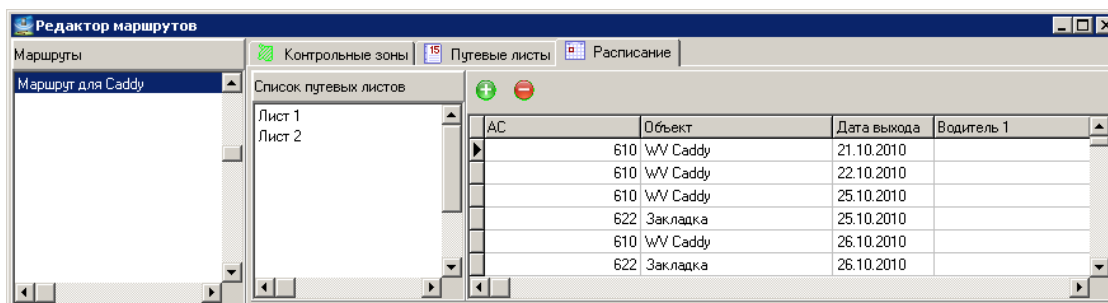 Редактор маршрутов
Маршруты
Контрольные зоны 15 Путевые листы Расписание
Маршрут для Caddy
Список путевых листов
Лист 1
Лист 2
АС Объект Дата выхода Водитель 1
610 WV Caddy 21.10.2010
610 WV Caddy 22.10.2010
610 WV Caddy 25.10.2010
622 Закладка 25.10.2010
610 WV Caddy 26.10.2010
622 Закладка 26.10.2010